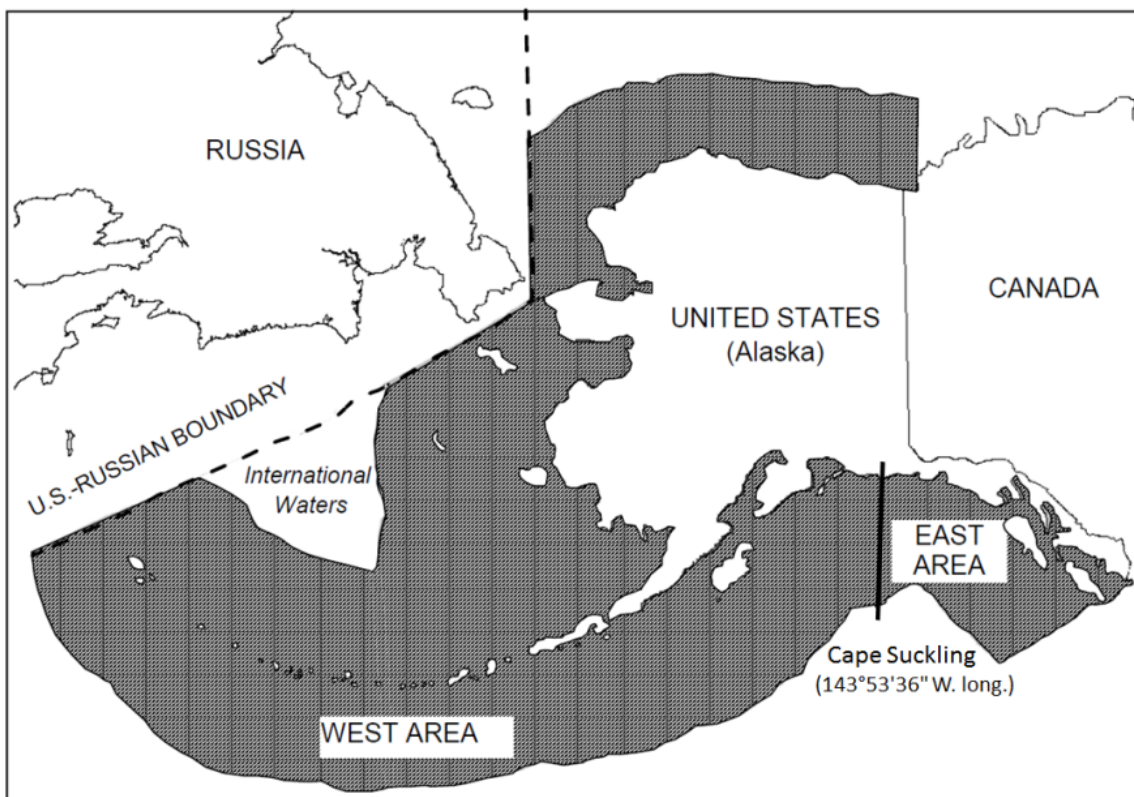 RUSSIA
CANADA
UNITED STATES
(Alaska)
U.S.-RUSSIAN BOUNDARY
International
Waters
EAST
AREA
Cape Suckling
(143°53'36" W. long.)
WEST AREA